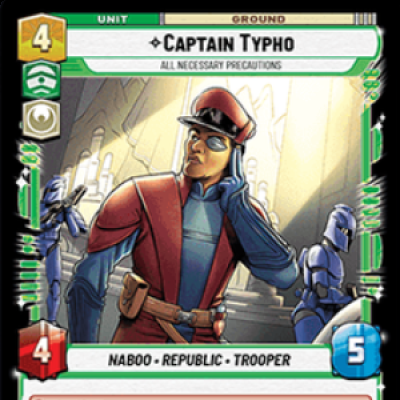 UNIT
GROUND
4
✧CAPTAIN TYPHO
ALL NECESSARY PRECAUTIONS
4
5
NABOO • REPUBLIC • TROOPER